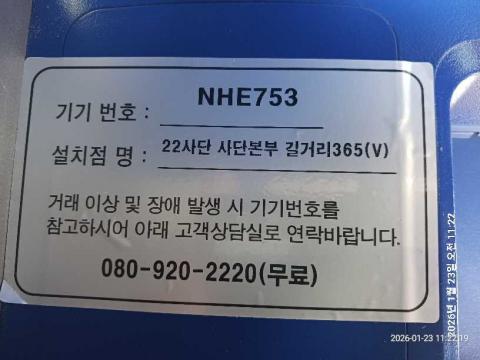 기기 번호 : NHE753
설치점 명 : 22사단 사단본부 길거리365(V)
거래 이상 및 장애 발생 시 기기번호를
참고하시어 아래 고객상담실로 연락바랍니다.
080-920-2220(무료)
2026년 1월 23일 오전 11:22
2026-01-23 11:22:19